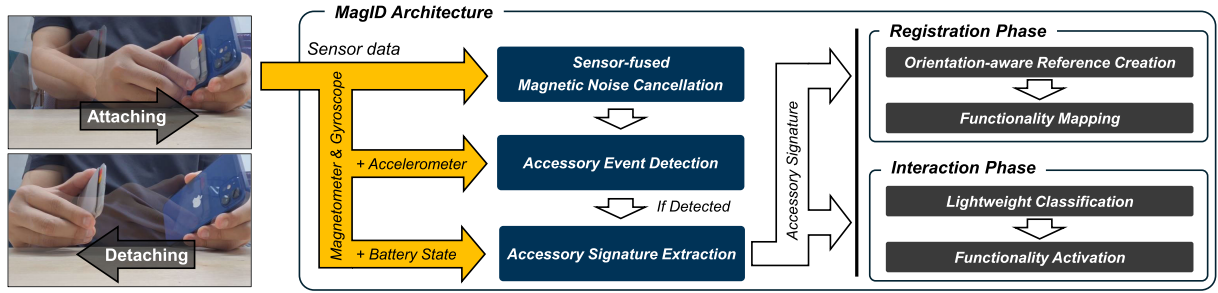 Attaching
Detaching
MagID Architecture
Sensor data
Magnetometer & Gyroscope
+ Accelerometer
+ Battery State
Sensor-fused
Magnetic Noise Cancellation
Accessory Event Detection
If Detected
Accessory Signature Extraction
Accessory Signature
Registration Phase
Orientation-aware Reference Creation
Functionality Mapping
Interaction Phase
Lightweight Classification
Functionality Activation